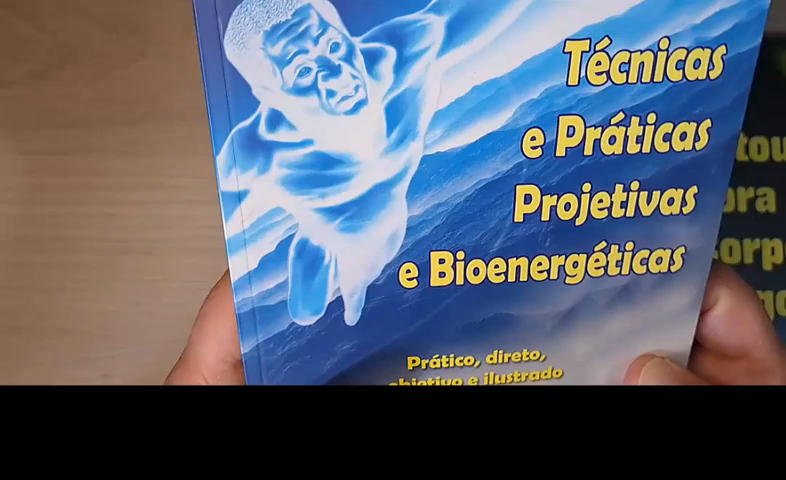 Técnicas
e Práticas
Projetivas
e Bioenergéticas
Prático, direto,
objetivo e ilustrado